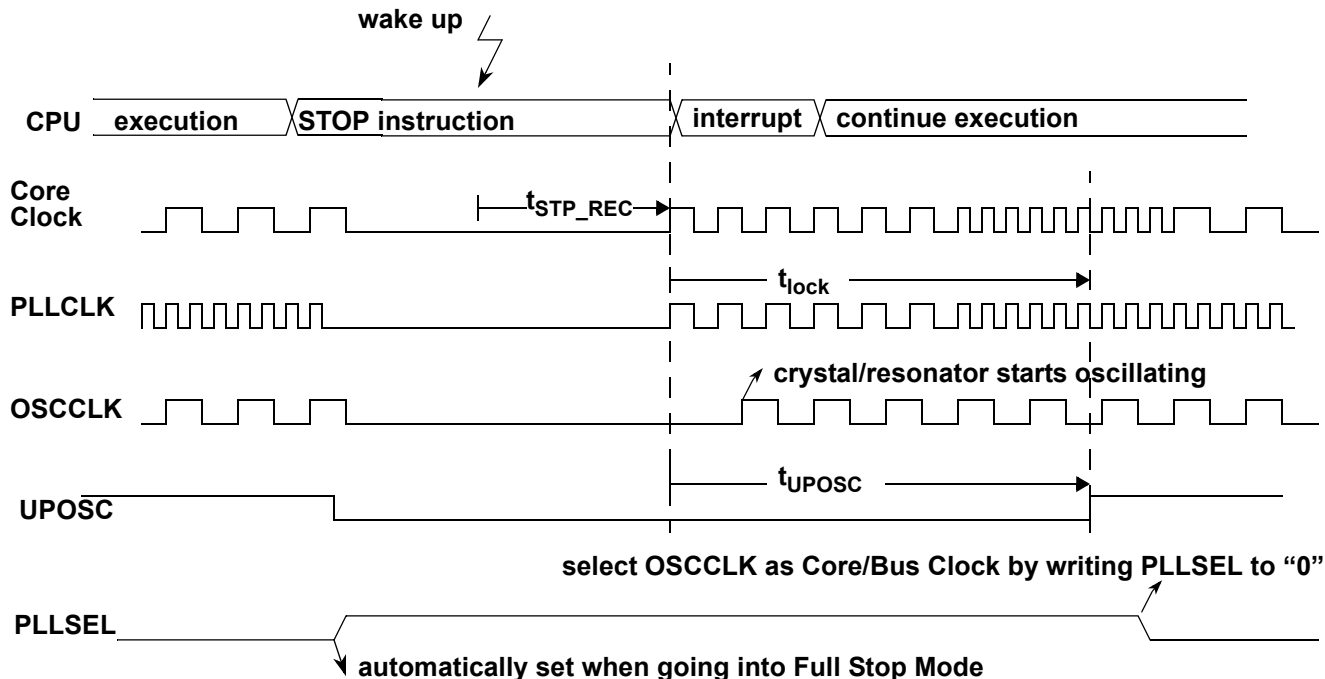 wake up
CPU execution STOP instruction interrupt continue execution
Core
Clock
tSTP_REC
tlock
PLLCLK
crystal/resonator starts oscillating
OSCCLK
tUPOSC
UPOSC
select OSCCLK as Core/Bus Clock by writing PLLSEL to “0”
PLLSEL
automatically set when going into Full Stop Mode